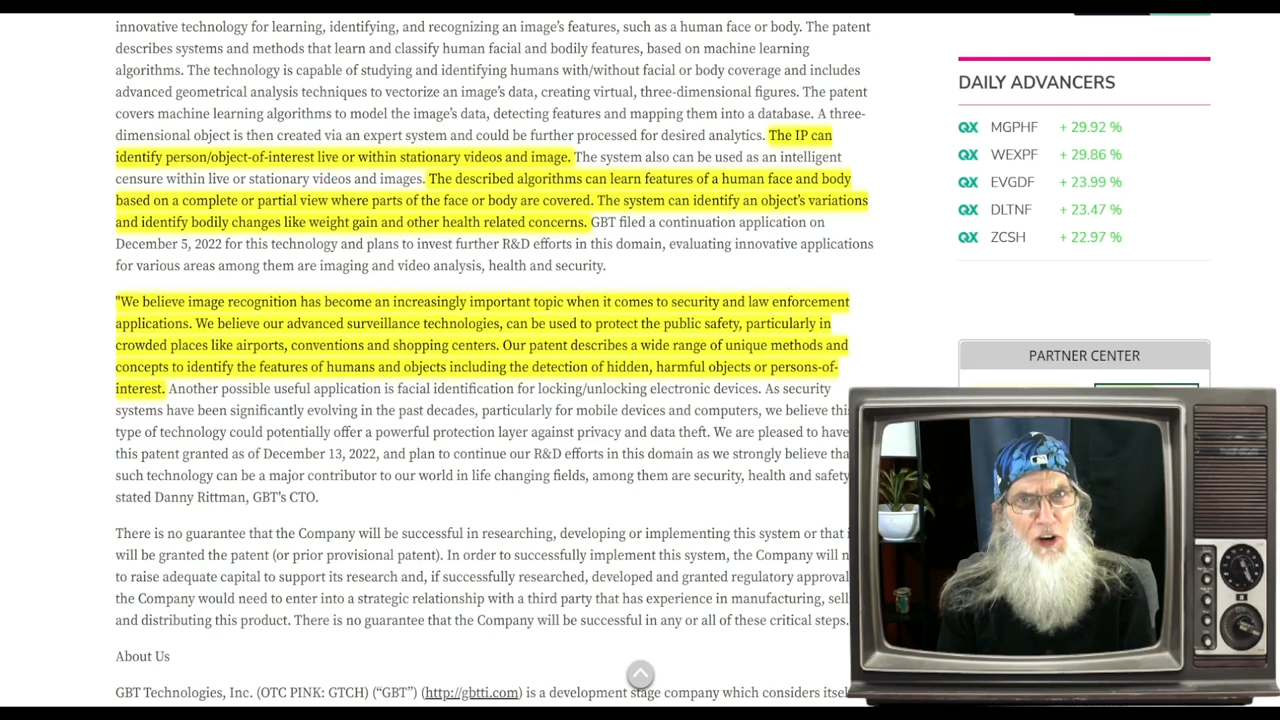 innovative technology for learning, identifying, and recognizing an image's features, such as a human face or body. The patent
describes systems and methods that learn and classify human facial and bodily features, based on machine learning
algorithms. The technology is capable of studying and identifying humans with/without facial or body coverage and includes
advanced geometrical analysis techniques to vectorize an image's data, creating virtual, three-dimensional figures. The patent
covers machine learning algorithms to model the image's data, detecting features and mapping them into a database. A three-
dimensional object is then created via an expert system and could be further processed for desired analytics. The IP can
identify person/object-of-interest live or within stationary videos and image. The system also can be used as an intelligent
censure within live or stationary videos and images. The described algorithms can learn features of a human face and body
based on a complete or partial view where parts of the face or body are covered. The system can identify an object's variations
and identify bodily changes like weight gain and other health related concerns. GBT filed a continuation application on
December 5, 2022 for this technology and plans to invest further R&D efforts in this domain, evaluating innovative applications
for various areas among them are imaging and video analysis, health and security.
"We believe image recognition has become an increasingly important topic when it comes to security and law enforcement
applications. We believe our advanced surveillance technologies, can be used to protect the public safety, particularly in
crowded places like airports, conventions and shopping centers. Our patent describes a wide range of unique methods and
concepts to identify the features of humans and objects including the detection of hidden, harmful objects or persons-of-
interest. Another possible useful application is facial identification for locking/unlocking electronic devices. As security
systems have been significantly evolving in the past decades, particularly for mobile devices and computers, we believe this
type of technology could potentially offer a powerful protection layer against privacy and data theft. We are pleased to have
this patent granted as of December 13, 2022, and plan to continue our R&D efforts in this domain as we strongly believe tha
such technology can be a major contributor to our world in life changing fields, among them are security, health and safety
stated Danny Rittman, GBT's CTO.
There is no guarantee that the Company will be successful in researching, developing or implementing this system or that i
will be granted the patent (or prior provisional patent). In order to successfully implement this system, the Company will n
to raise adequate capital to support its research and, if successfully researched, developed and granted regulatory approval
the Company would need to enter into a strategic relationship with a third party that has experience in manufacturing, sell
and distributing this product. There is no guarantee that the Company will be successful in any or all of these critical steps.
About Us
GBT Technologies, Inc. (OTC PINK: GTCH) ("GBT") (http://gbtti.com) is a development stage company which considers itsel
DAILY ADVANCERS
QX MGPHF + 29.92 %
QX WEXPF + 29.86 %
QX EVGDF + 23.99 %
QX DLTNF + 23.47 %
QX ZCSH + 22.97 %
PARTNER CENTER